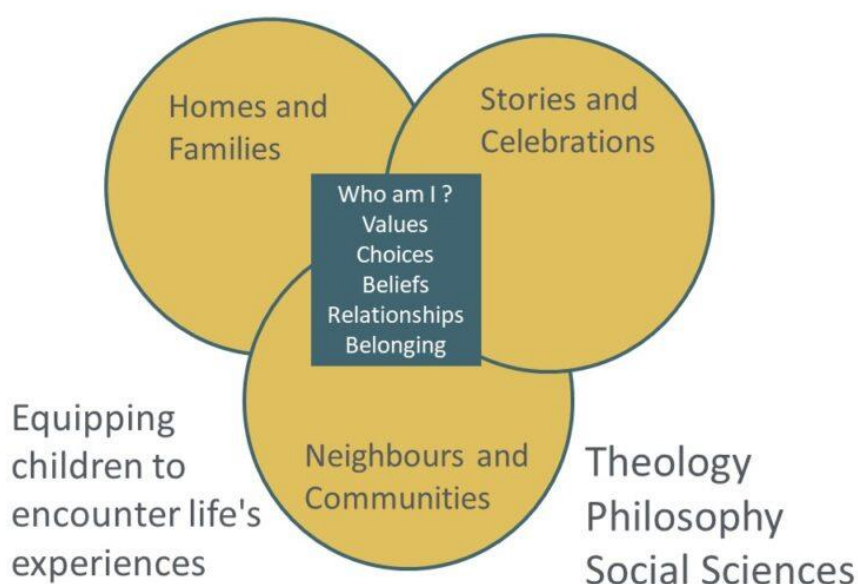 Homes and
Families
Stories and
Celebrations
Who am I ?
Values
Choices
Beliefs
Relationships
Belonging
Neighbours and
Communities
Equipping
children to
encounter life's
experiences
Theology
Philosophy
Social Sciences